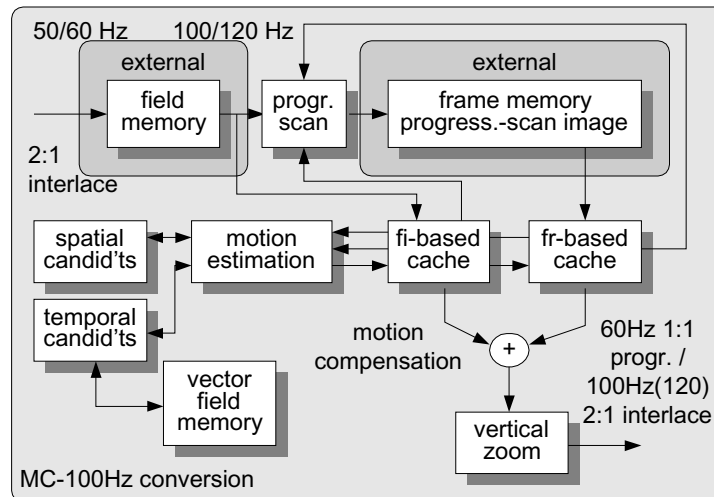 50/60 Hz
100/120 Hz
external
external
field
memory
progr.
scan
frame memory
progress.-scan image
2:1
interlace
spatial
candid'ts
motion
estimation
fi-based
cache
fr-based
cache
temporal
candid'ts
motion
compensation
+
60Hz 1:1
progr. /
100Hz(120)
2:1 interlace
vector
field
memory
vertical
zoom
MC-100Hz conversion